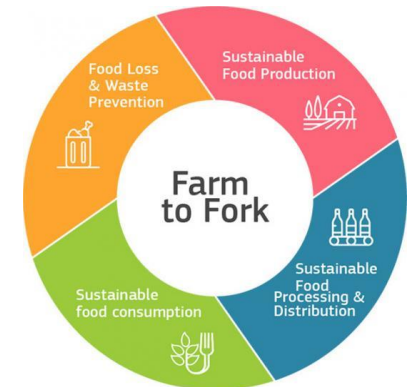 Food Loss
& Waste
Prevention
Sustainable
Food Production
Farm
to Fork
Sustainable
Food
Processing &
Distribution
Sustainable
food consumption